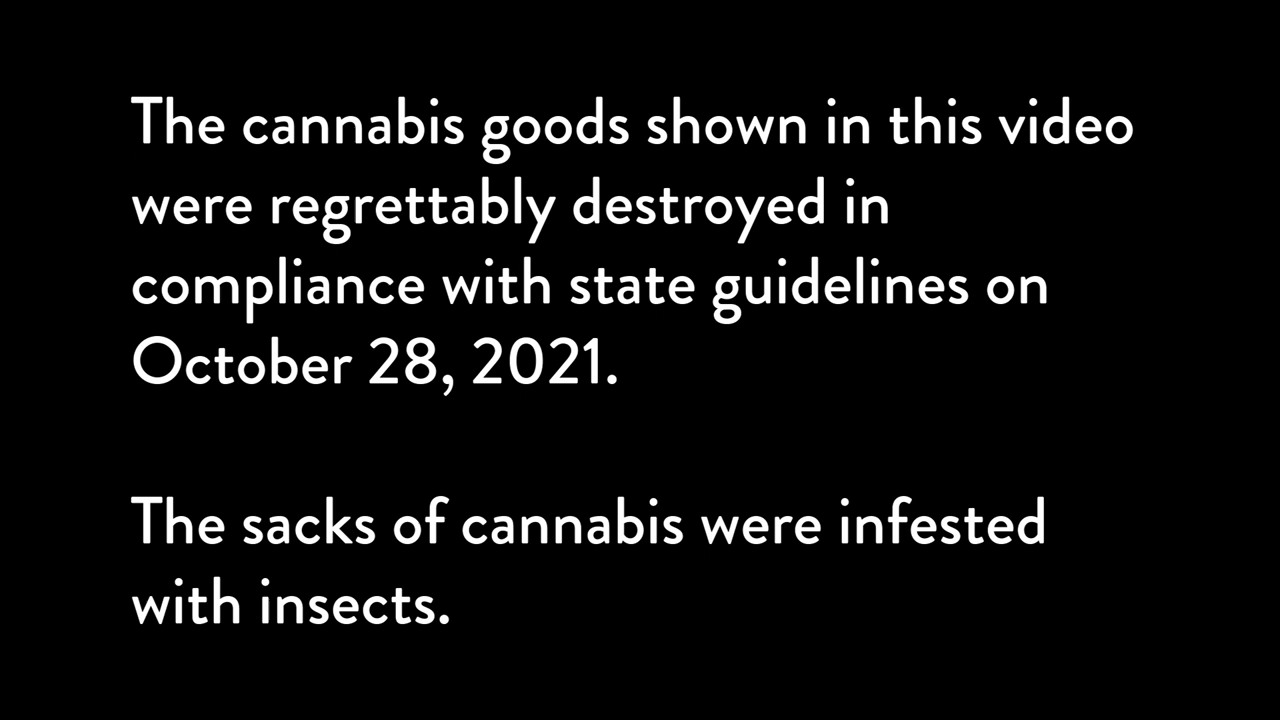 The cannabis goods shown in this video
were regrettably destroyed in
compliance with state guidelines on
October 28, 2021.
The sacks of cannabis were infested
with insects.